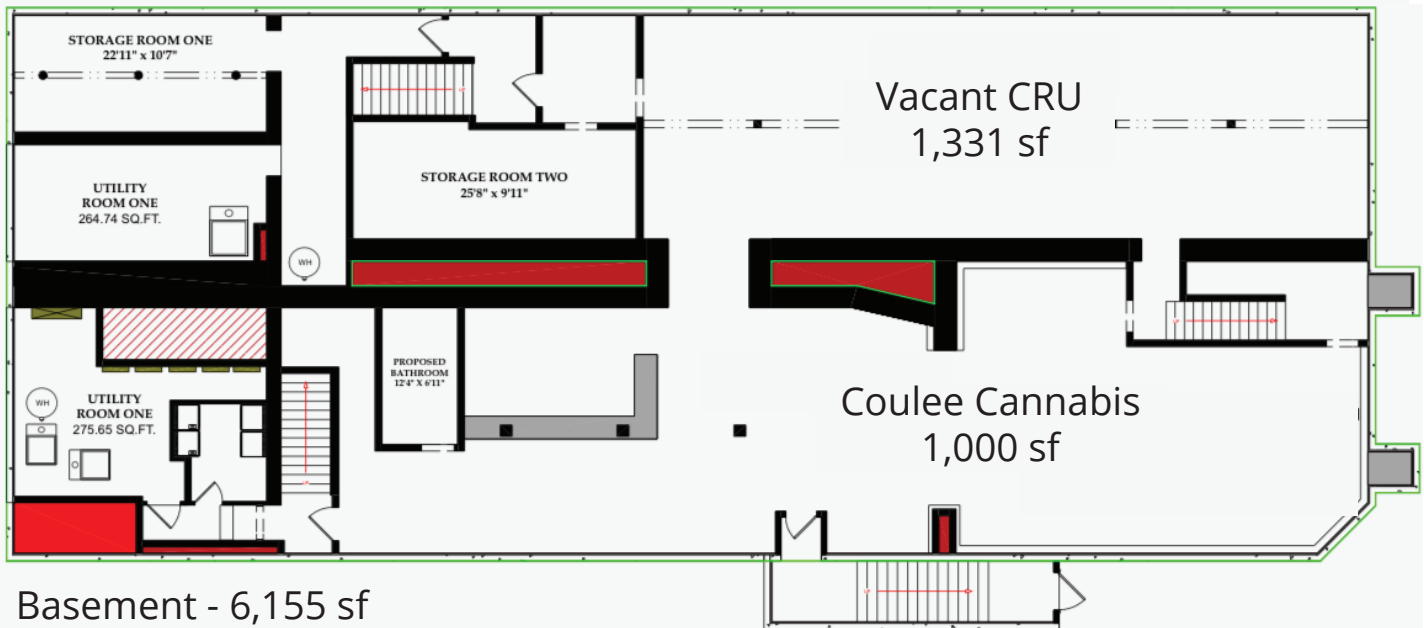 STORAGE ROOM ONE
22'11" x 10'7"
Vacant CRU
1,331 sf
STORAGE ROOM TWO
25'8" x 9'11"
UTILITY
ROOM ONE
264.74 SQ.FT.
WH
PROPOSED
BATHROOM
12'4" X 6'11"
WH
UTILITY
ROOM ONE
275.65 SQ.FT.
Coulee Cannabis
1,000 sf
Basement - 6,155 sf